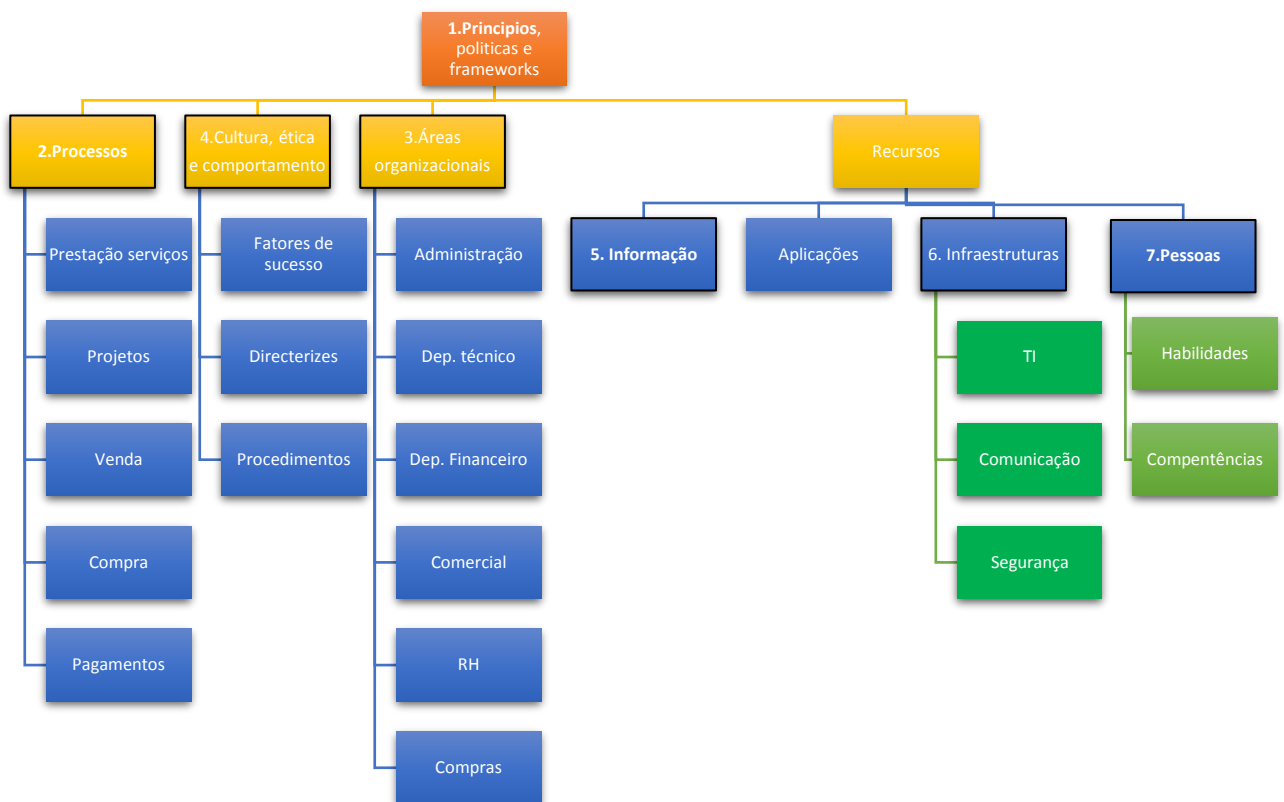 1.Principios,
politicas e
frameworks
2.Processos
4.Cultura, ética
e comportamento
3.Áreas
organizacionais
Recursos
Prestação serviços
Fatores de
sucesso
Administração
5. Informação
Aplicações
6. Infraestruturas
7.Pessoas
Projetos
Directerizes
Dep. técnico
TI
Habilidades
Venda
Procedimentos
Dep. Financeiro
Comunicação
Compentências
Compra
Comercial
Segurança
Pagamentos
RH
Compras